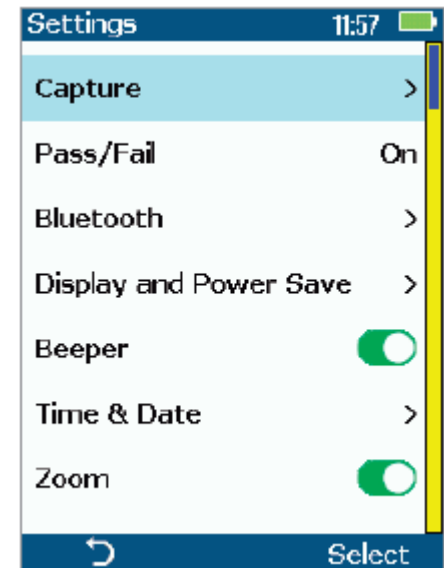 Settings 11:57
Capture >
Pass/Fail On
Bluetooth >
Display and Power Save >
Beeper
Time & Date >
Zoom
Select